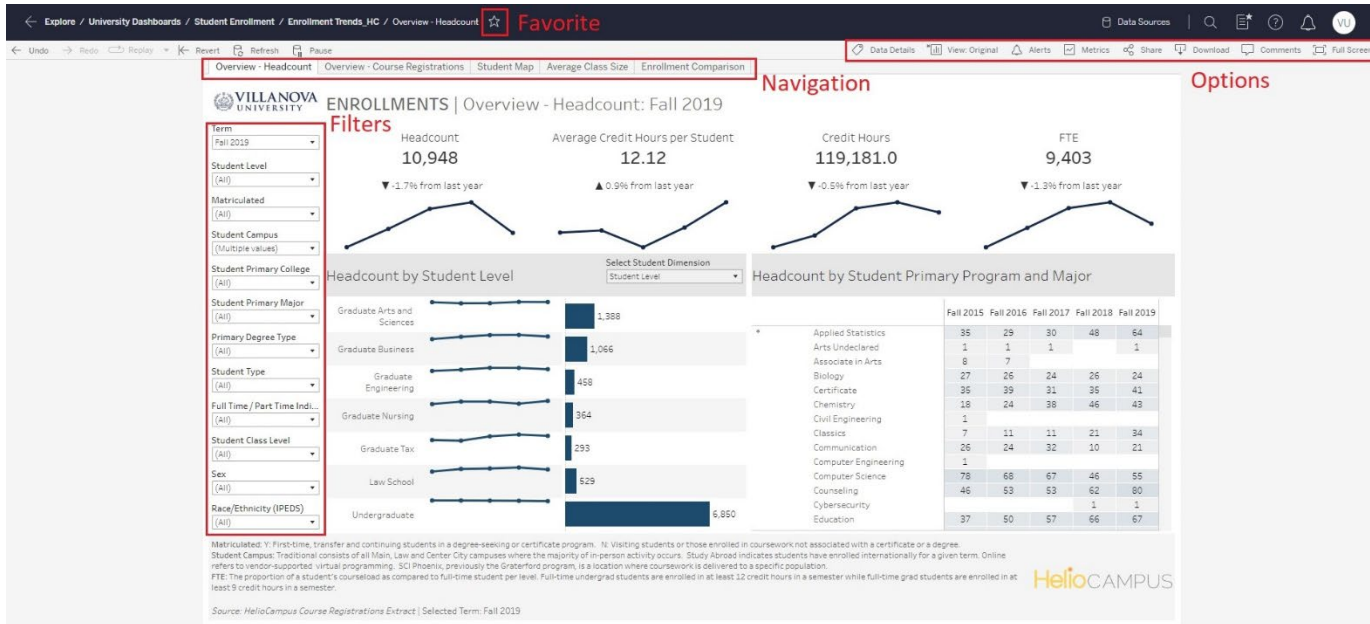 Explore / University Dashboards / Student Enrollment / Enrollment Trends_HC / Overview - Headcount
Favorite
Data Sources
VU
Undo Redo Replay Revert Refresh Pause
Data Details View: Original Alerts Metrics Share Download Comments Full Screen
Overview - Headcount Overview - Course Registrations Student Map Average Class Size Enrollment Comparison
Navigation
Options
VILLANOVA
UNIVERSITY
ENROLLMENTS | Overview - Headcount: Fall 2019
Filters
Term
Fall 2019
Student Level
(All)
Matriculated
(All)
Student Campus
(Multiple values)
Student Primary College
(All)
Student Primary Major
(All)
Primary Degree Type
(All)
Student Type
(All)
Full Time / Part Time Indi...
(All)
Student Class Level
(All)
Sex
(All)
Race/Ethnicity (IPEDS)
(All)
Headcount
10,948
▼ -1.7% from last year
Average Credit Hours per Student
12.12
▲ 0.9% from last year
Credit Hours
119,181.0
▼ -0.5% from last year
FTE
9,403
▼ -1.3% from last year
Headcount by Student Level
Select Student Dimension
Student Level
Graduate Arts and
Sciences
1,388
Graduate Business
1,066
Graduate
Engineering
458
Graduate Nursing
364
Graduate Tax
293
Law School
529
Undergraduate
6,850
Headcount by Student Primary Program and Major
Fall 2015 Fall 2016 Fall 2017 Fall 2018 Fall 2019
* Applied Statistics 35 29 30 48 64
Arts Undeclared 1 1 1 1
Associate in Arts 8 7
Biology 27 26 24 26 24
Certificate 35 39 31 35 41
Chemistry 18 24 38 46 43
Civil Engineering 1
Classics 7 11 11 21 34
Communication 26 24 32 10 21
Computer Engineering 1
Computer Science 78 68 67 46 55
Counseling 46 53 53 62 80
Cybersecurity 1 1
Education 37 50 57 66 67
Matriculated: Y: First-time, transfer and continuing students in a degree-seeking or certificate program. N: Visiting students or those enrolled in coursework not associated with a certificate or a degree.
Student Campus: Traditional consists of all Main, Law and Center City campuses where the majority of in-person activity occurs. Study Abroad indicates students have enrolled internationally for a given term. Online
refers to vendor-supported virtual programming. SCI Phoenix, previously the Graterford program, is a location where coursework is delivered to a specific population.
FTE: The proportion of a student's courseload as compared to full-time student per level. Full-time undergrad students are enrolled in at least 12 credit hours in a semester while full-time grad students are enrolled in at
least 9 credit hours in a semester.
HelioCAMPUS
Source: HelioCampus Course Registrations Extract | Selected Term: Fall 2019